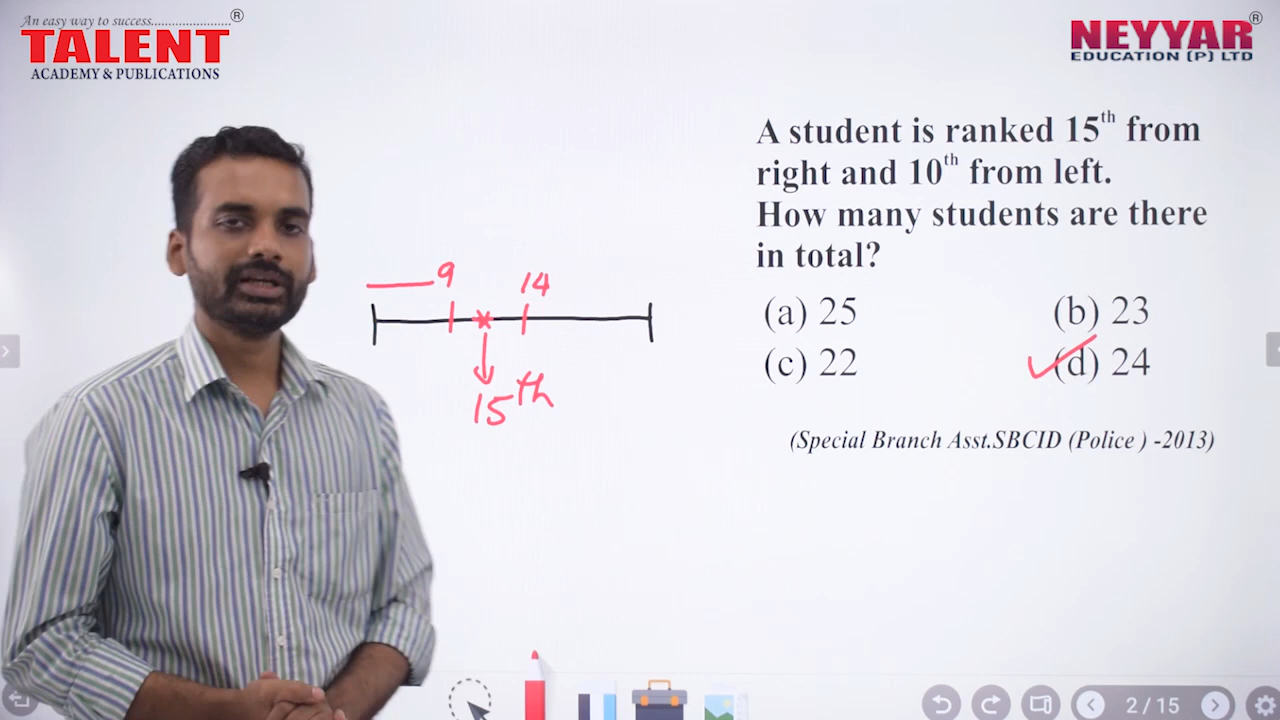 An easy way to success........................®
TALENT
ACADEMY & PUBLICATIONS
NEYYAR®
EDUCATION (P) LTD
A student is ranked 15th from
right and 10th from left.
How many students are there
in total?
(a) 25 (b) 23
(c) 22 (d) 24
(Special Branch Asst.SBCID (Police ) -2013)
9 14
15th
2 / 15